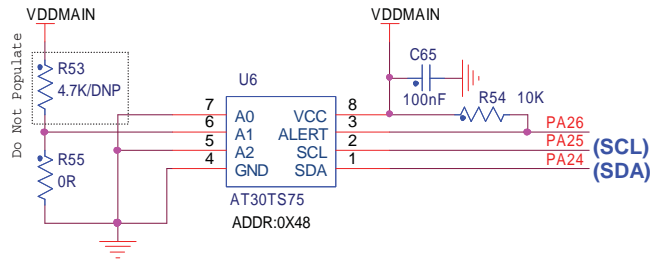 VDDMAIN
VDDMAIN
Do Not Populate
R53
4.7K/DNP
C65
100nF
R54
10K
U6
7
A0
VCC
8
6
A1
ALERT
3
PA26
5
A2
SCL
2
PA25
(SCL)
4
GND
SDA
1
PA24
(SDA)
R55
0R
AT30TS75
ADDR:0X48